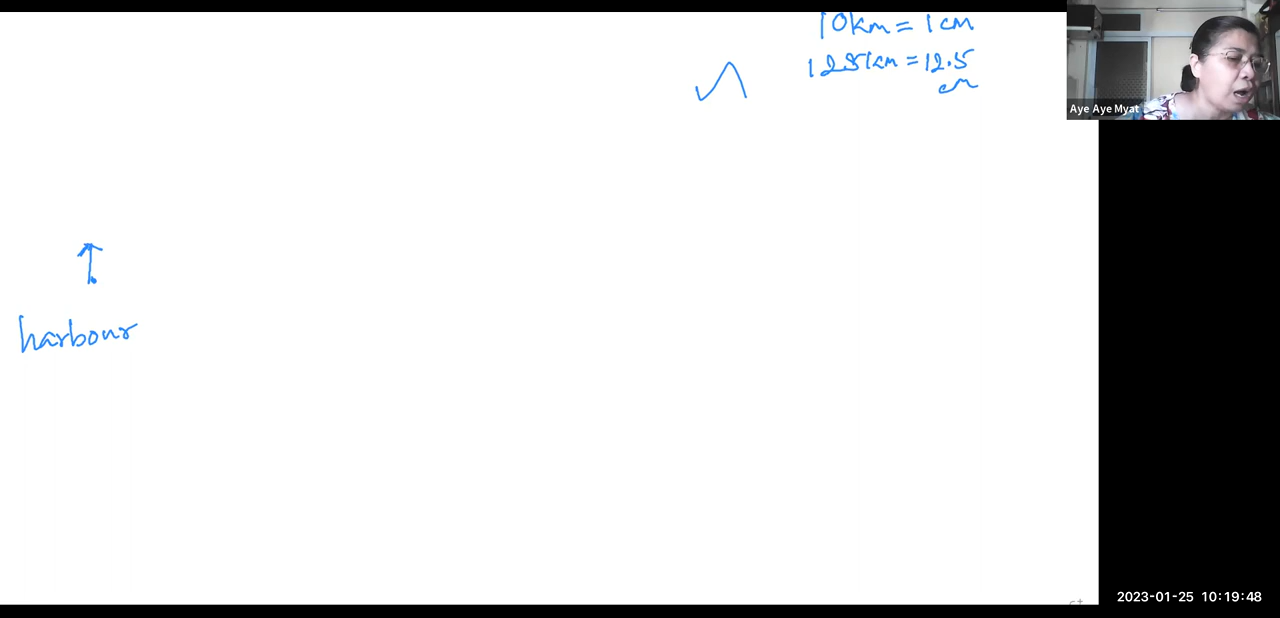 10km = 1cm
125km = 12.5
cm
Aye Aye Myat
harbour
2023-01-25 10:19:48